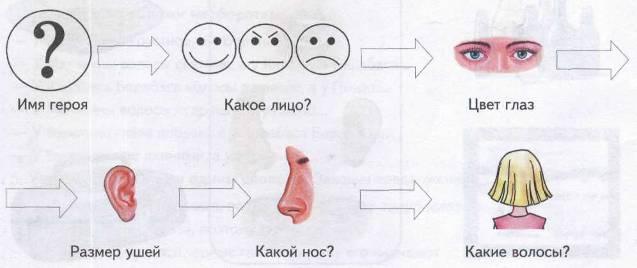 ?
Имя героя
Какое лицо?
Цвет глаз
Размер ушей
Какой нос?
Какие волосы?